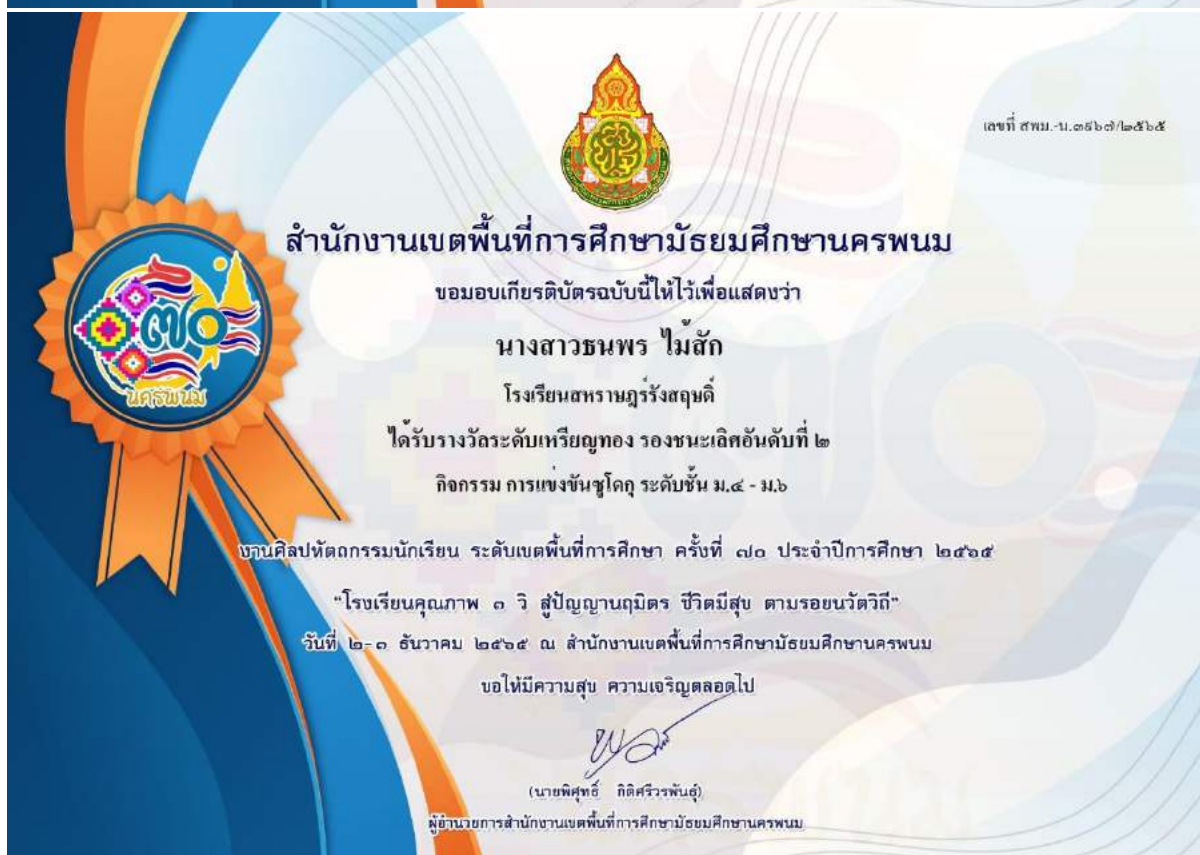 เลขที่ สพม.-น.๓๘๖๗/๒๕๖๕
สำนักงานเขตพื้นที่การศึกษามัธยมศึกษานครพนม
ขอมอบเกียรติบัตรฉบับนี้ให้ไว้เพื่อแสดงว่า
นางสาวธนพร ไม้สัก
โรงเรียนสหราษฎร์รังสฤษดิ์
ได้รับรางวัลระดับเหรียญทอง รองชนะเลิศอันดับที่ ๒
กิจกรรม การแข่งขันซูโดกุ ระดับชั้น ม.๔ - ม.๖
๗๐
นครพนม
งานศิลปหัตถกรรมนักเรียน ระดับเขตพื้นที่การศึกษา ครั้งที่ ๗๐ ประจำปีการศึกษา ๒๕๖๕
“โรงเรียนคุณภาพ ๓ วิ สู่ปัญญานฤมิตร ชีวิตมีสุข ตามรอยนวัตวิถี”
วันที่ ๒-๓ ธันวาคม ๒๕๖๕ ณ สำนักงานเขตพื้นที่การศึกษามัธยมศึกษานครพนม
ขอให้มีความสุข ความเจริญตลอดไป
(นายพิศุทธิ์ กิติศรีวรพันธุ์)
ผู้อำนวยการสำนักงานเขตพื้นที่การศึกษามัธยมศึกษานครพนม